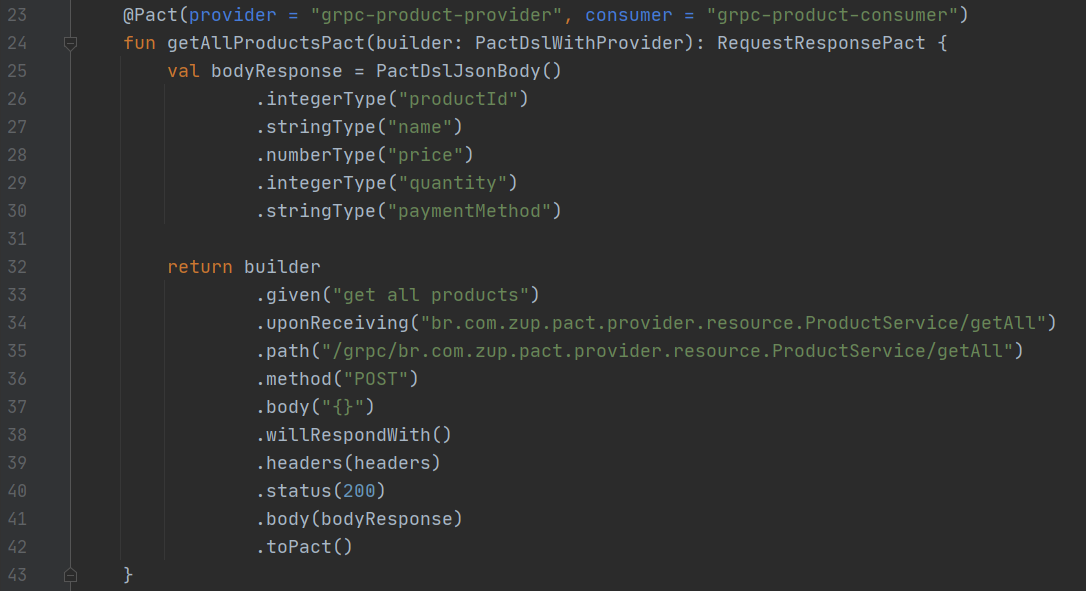 23 @Pact(provider = "grpc-product-provider", consumer = "grpc-product-consumer")
24 fun getAllProductsPact(builder: PactDslWithProvider): RequestResponsePact {
25 val bodyResponse = PactDslJsonBody()
26 .integerType("productId")
27 .stringType("name")
28 .numberType("price")
29 .integerType("quantity")
30 .stringType("paymentMethod")
31
32 return builder
33 .given("get all products")
34 .uponReceiving("br.com.zup.pact.provider.resource.ProductService/getAll")
35 .path("/grpc/br.com.zup.pact.provider.resource.ProductService/getAll")
36 .method("POST")
37 .body("{}")
38 .willRespondWith()
39 .headers(headers)
40 .status(200)
41 .body(bodyResponse)
42 .toPact()
43 }